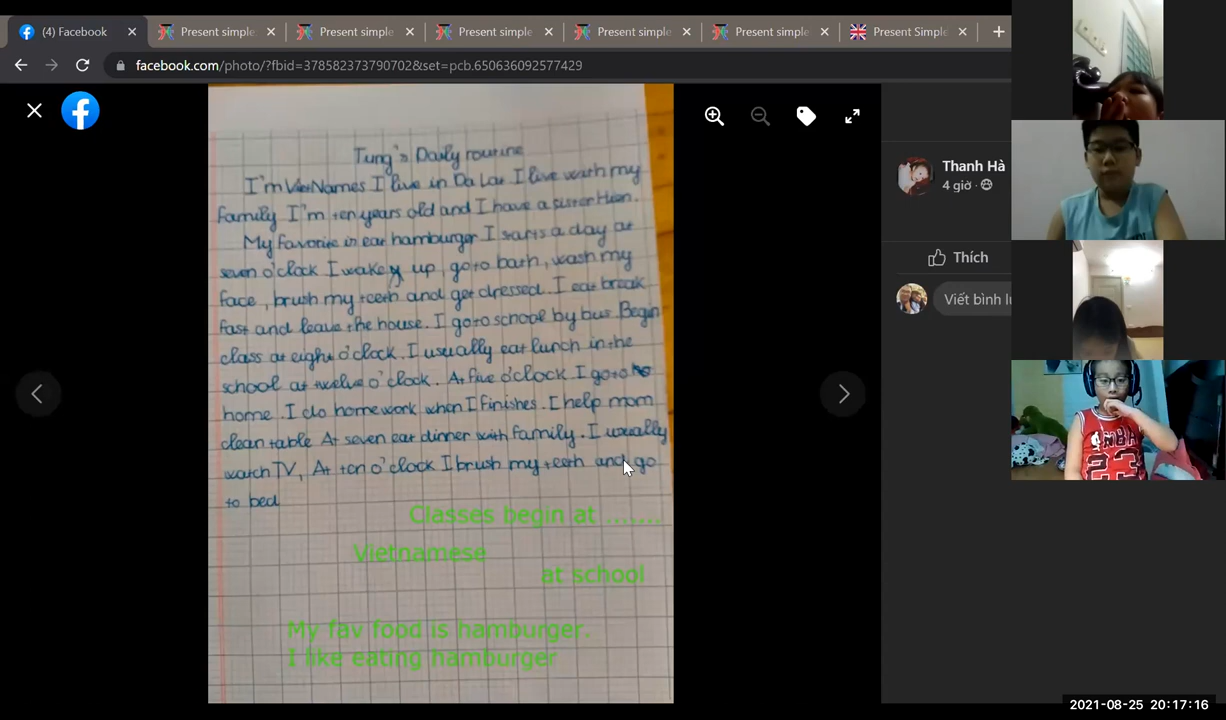 (4) Facebook
Present simple
Present simple
Present simple
Present simple
Present simple
Present Simpl
facebook.com/photo/?fbid=378582373790702&set=pcb.650636092577429
Tung's Daily routine
I'm VietNames I live in Da Lat I live with my
family I'm ten years old and I have a sister Hien.
My favorite in eat hamburger I starts a day at
seven o'clock I wake up, go to bath, wash my
face, brush my teeth and get dressed. I eat break
fast and leave the house. I go to school by bus. Begin
class at eight o'clock. I usually eat lunch in the
school at twelve o'clock. At five o'clock I go to
home. I do homework when I finishes. I help mom
clean table At seven eat dinner with family. I usually
watch TV, At ten o'clock I brush my teeth and go
to bed
Classes begin at .......
Vietnamese
at school
My fav food is hamburger.
I like eating hamburger
Thanh Hà
4 giờ
Thích
Viết bình lu
NBA
23
2021-08-25 20:17:16